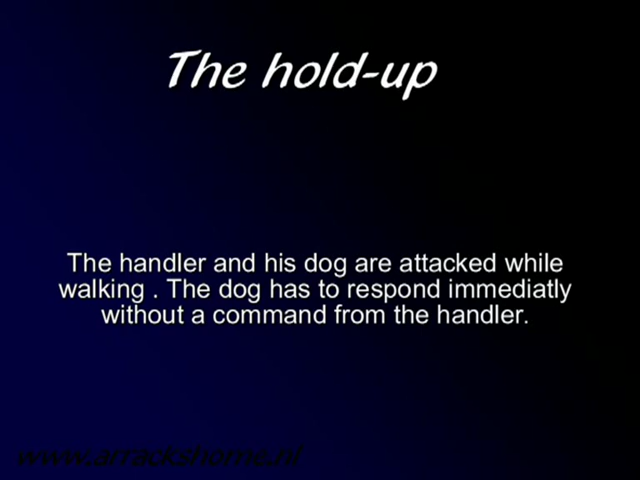 The hold-up
The handler and his dog are attacked while
walking . The dog has to respond immediatly
without a command from the handler.
www.arrackshome.nl